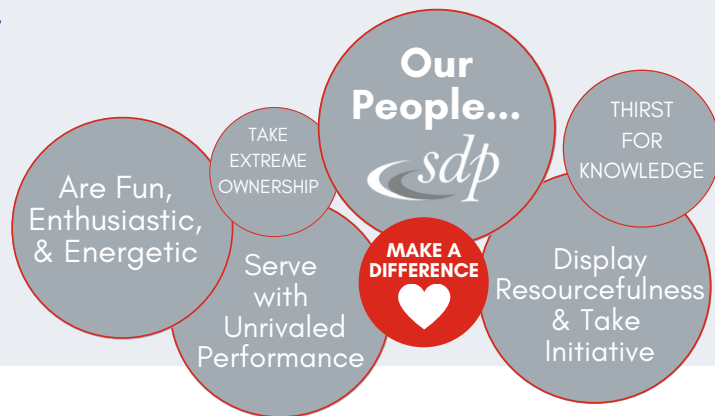 Our
People...
sdp
TAKE
EXTREME
OWNERSHIP
THIRST
FOR
KNOWLEDGE
Are Fun,
Enthusiastic,
& Energetic
Serve
with
Unrivaled
Performance
MAKE A
DIFFERENCE
Display
Resourcefulness
& Take
Initiative